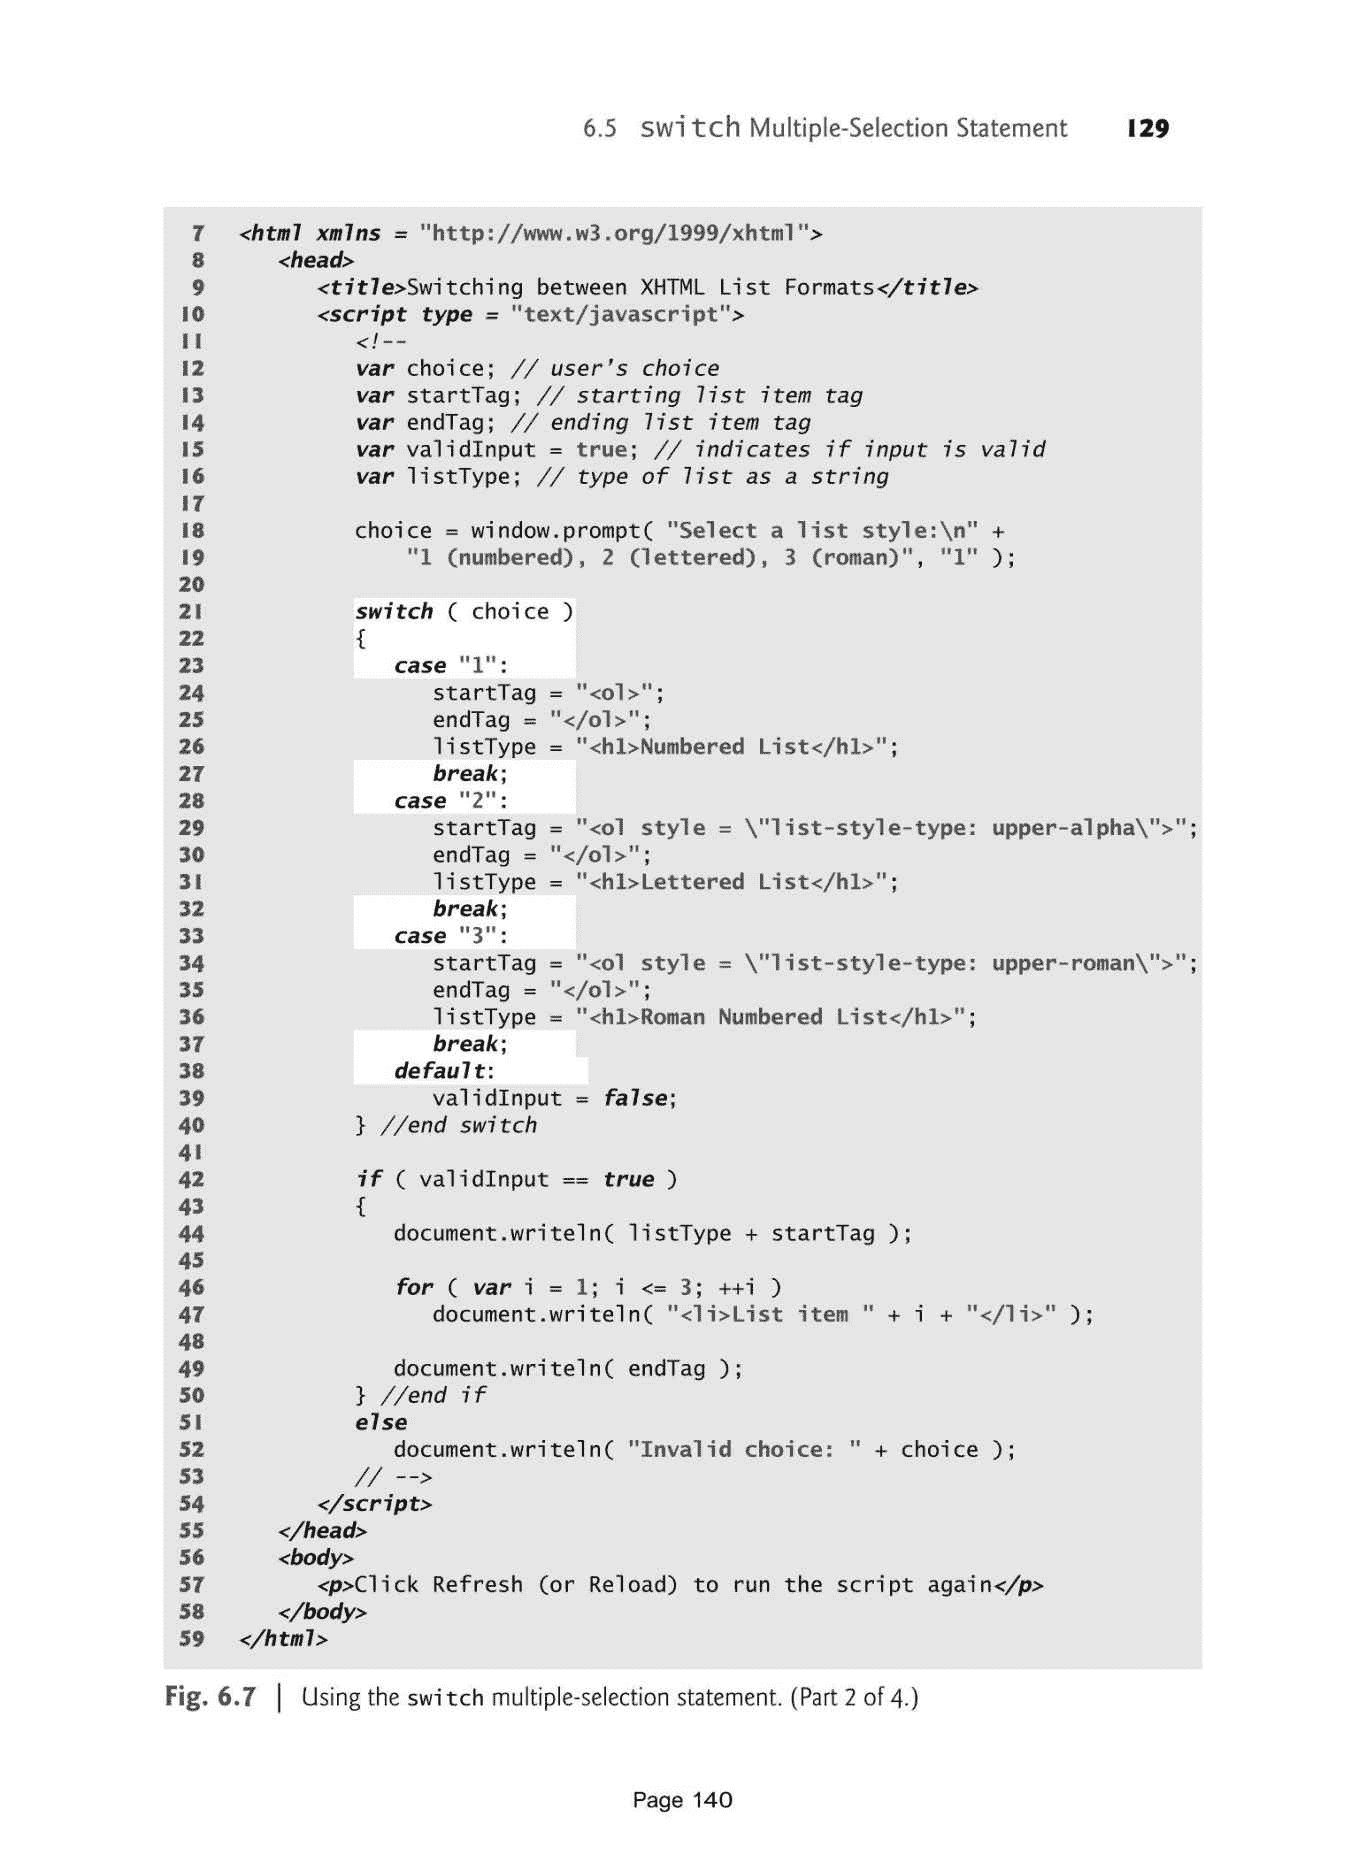 6.5 switch Multiple-Selection Statement 129
7 <html xmlns = "http://www.w3.org/1999/xhtml">
8 <head>
9 <title>Switching between XHTML List Formats</title>
10 <script type = "text/javascript">
11 <!--
12 var choice; // user's choice
13 var startTag; // starting list item tag
14 var endTag; // ending list item tag
15 var validInput = true; // indicates if input is valid
16 var listType; // type of list as a string
17
18 choice = window.prompt( "Select a list style:\n" +
19 "1 (numbered), 2 (lettered), 3 (roman)", "1" );
20
21 switch ( choice )
22 {
23 case "1":
24 startTag = "<ol>";
25 endTag = "</ol>";
26 listType = "<h1>Numbered List</h1>";
27 break;
28 case "2":
29 startTag = "<ol style = \"list-style-type: upper-alpha\">";
30 endTag = "</ol>";
31 listType = "<h1>Lettered List</h1>";
32 break;
33 case "3":
34 startTag = "<ol style = \"list-style-type: upper-roman\">";
35 endTag = "</ol>";
36 listType = "<h1>Roman Numbered List</h1>";
37 break;
38 default:
39 validInput = false;
40 } //end switch
41
42 if ( validInput == true )
43 {
44 document.writeln( listType + startTag );
45
46 for ( var i = 1; i <= 3; ++i )
47 document.writeln( "<li>List item " + i + "</li>" );
48
49 document.writeln( endTag );
50 } //end if
51 else
52 document.writeln( "Invalid choice: " + choice );
53 // -->
54 </script>
55 </head>
56 <body>
57 <p>Click Refresh (or Reload) to run the script again</p>
58 </body>
59 </html>
Fig. 6.7 | Using the switch multiple-selection statement. (Part 2 of 4.)
Page 140